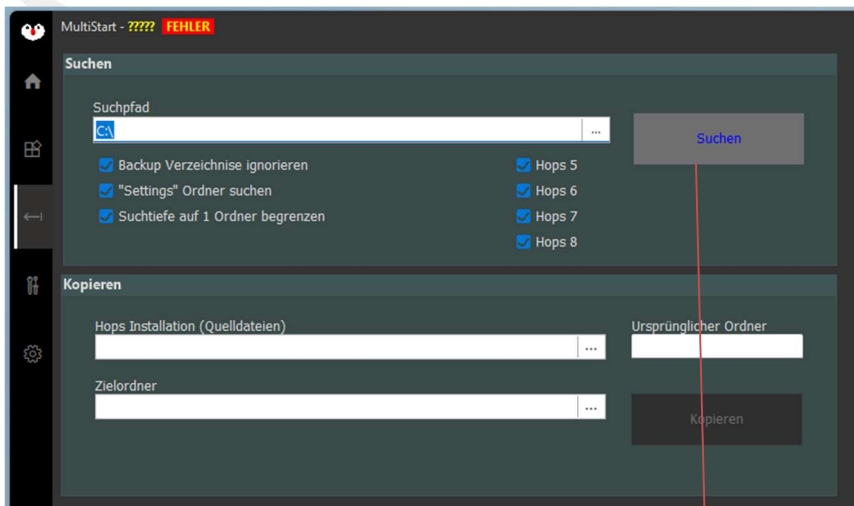 MultiStart - ????? FEHLER
Suchen
Suchpfad
C:\
...
Suchen
Backup Verzeichnise ignorieren
Hops 5
"Settings" Ordner suchen
Hops 6
Suchtiefe auf 1 Ordner begrenzen
Hops 7
Hops 8
Kopieren
Hops Installation (Quelldateien)
Ursprünglicher Ordner
...
Zielordner
...
Kopieren